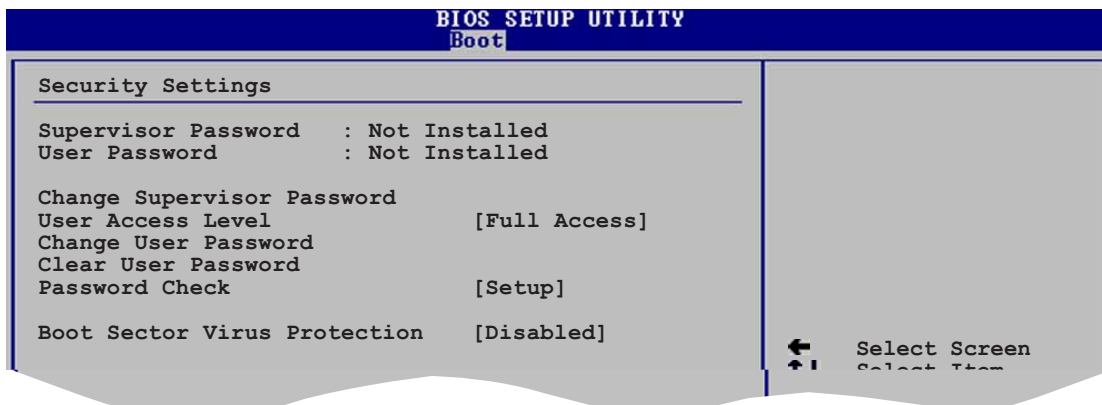 BIOS SETUP UTILITY
Boot
Security Settings
Supervisor Password : Not Installed
User Password : Not Installed
Change Supervisor Password
User Access Level [Full Access]
Change User Password
Clear User Password
Password Check [Setup]
Boot Sector Virus Protection [Disabled]
← Select Screen
Select Item